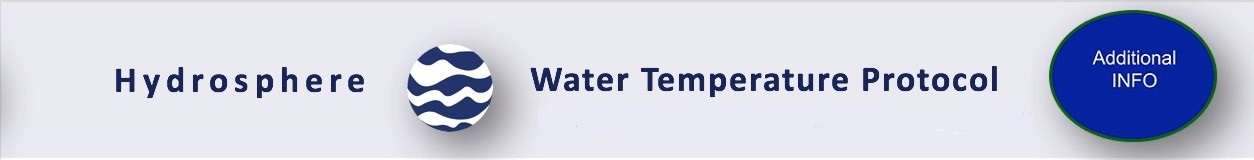 Hydrosphere
Water Temperature Protocol
Additional
INFO